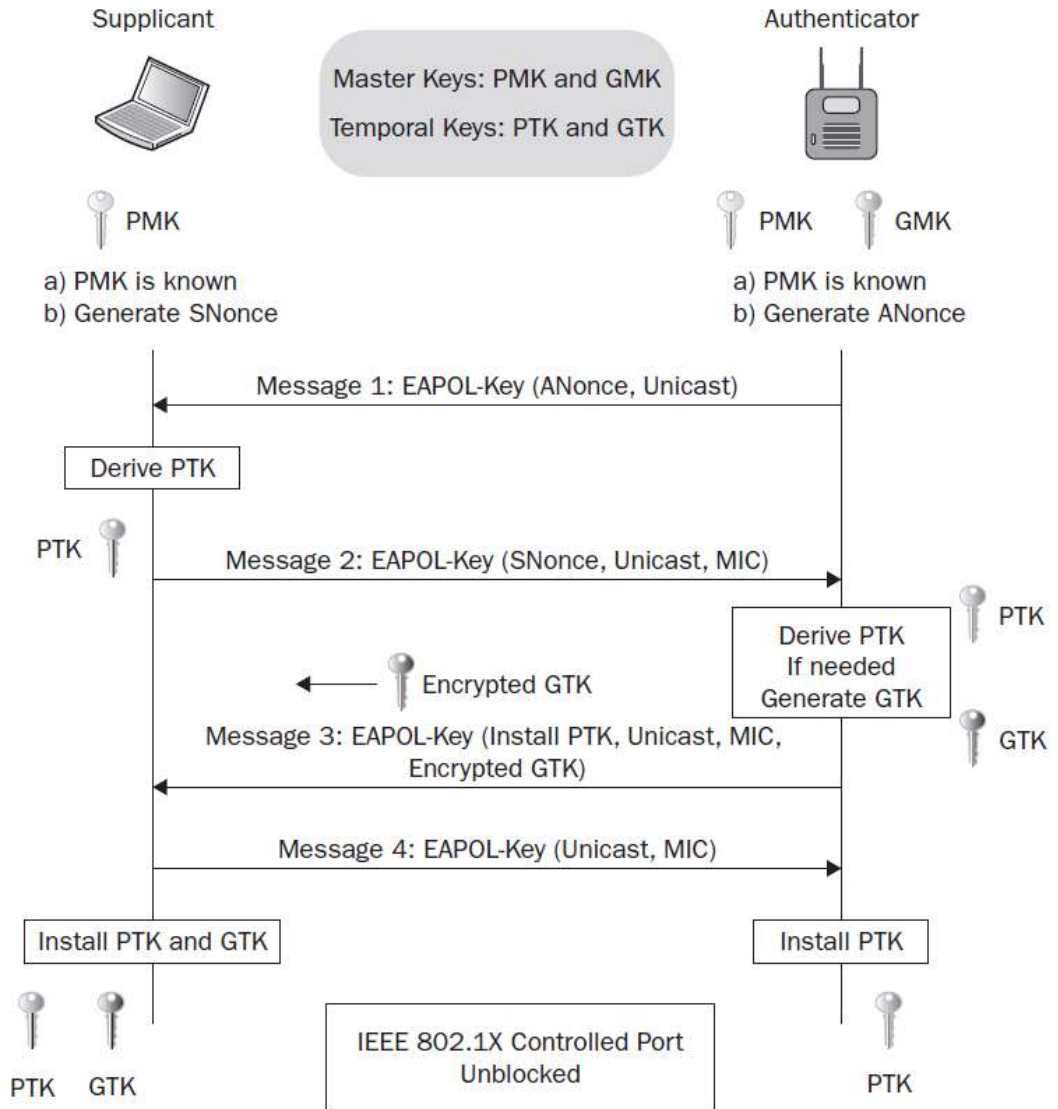 Supplicant
Authenticator
Master Keys: PMK and GMK
Temporal Keys: PTK and GTK
PMK
PMK
GMK
a) PMK is known
b) Generate SNonce
a) PMK is known
b) Generate ANonce
Message 1: EAPOL-Key (ANonce, Unicast)
Derive PTK
PTK
Message 2: EAPOL-Key (SNonce, Unicast, MIC)
PTK
Derive PTK
If needed
Generate GTK
Encrypted GTK
GTK
Message 3: EAPOL-Key (Install PTK, Unicast, MIC,
Encrypted GTK)
Message 4: EAPOL-Key (Unicast, MIC)
Install PTK and GTK
Install PTK
IEEE 802.1X Controlled Port
Unblocked
PTK
GTK
PTK